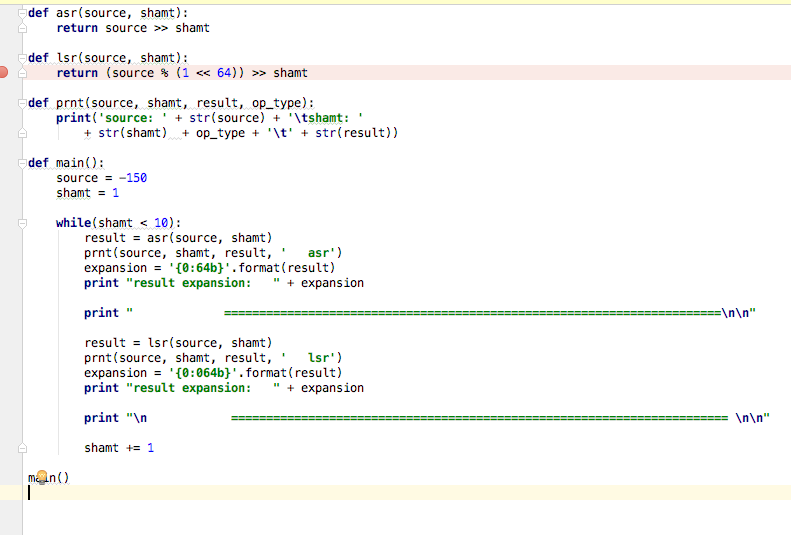 def asr(source, shamt):
    return source >> shamt
def lsr(source, shamt):
    return (source % (1 << 64)) >> shamt
def prnt(source, shamt, result, op_type):
    print('source: ' + str(source) + '\tshamt: '
        + str(shamt)  + op_type + '\t' + str(result))
def main():
    source = -150
    shamt = 1
    while(shamt < 10):
        result = asr(source, shamt)
        prnt(source, shamt, result, '   asr')
        expansion = '{0:64b}'.format(result)
        print "result expansion:   " + expansion
        print "             =======================================================================\n\n"
        result = lsr(source, shamt)
        prnt(source, shamt, result, '   lsr')
        expansion = '{0:064b}'.format(result)
        print "result expansion:   " + expansion
        print "\n            ======================================================================= \n\n"
        shamt += 1
main()